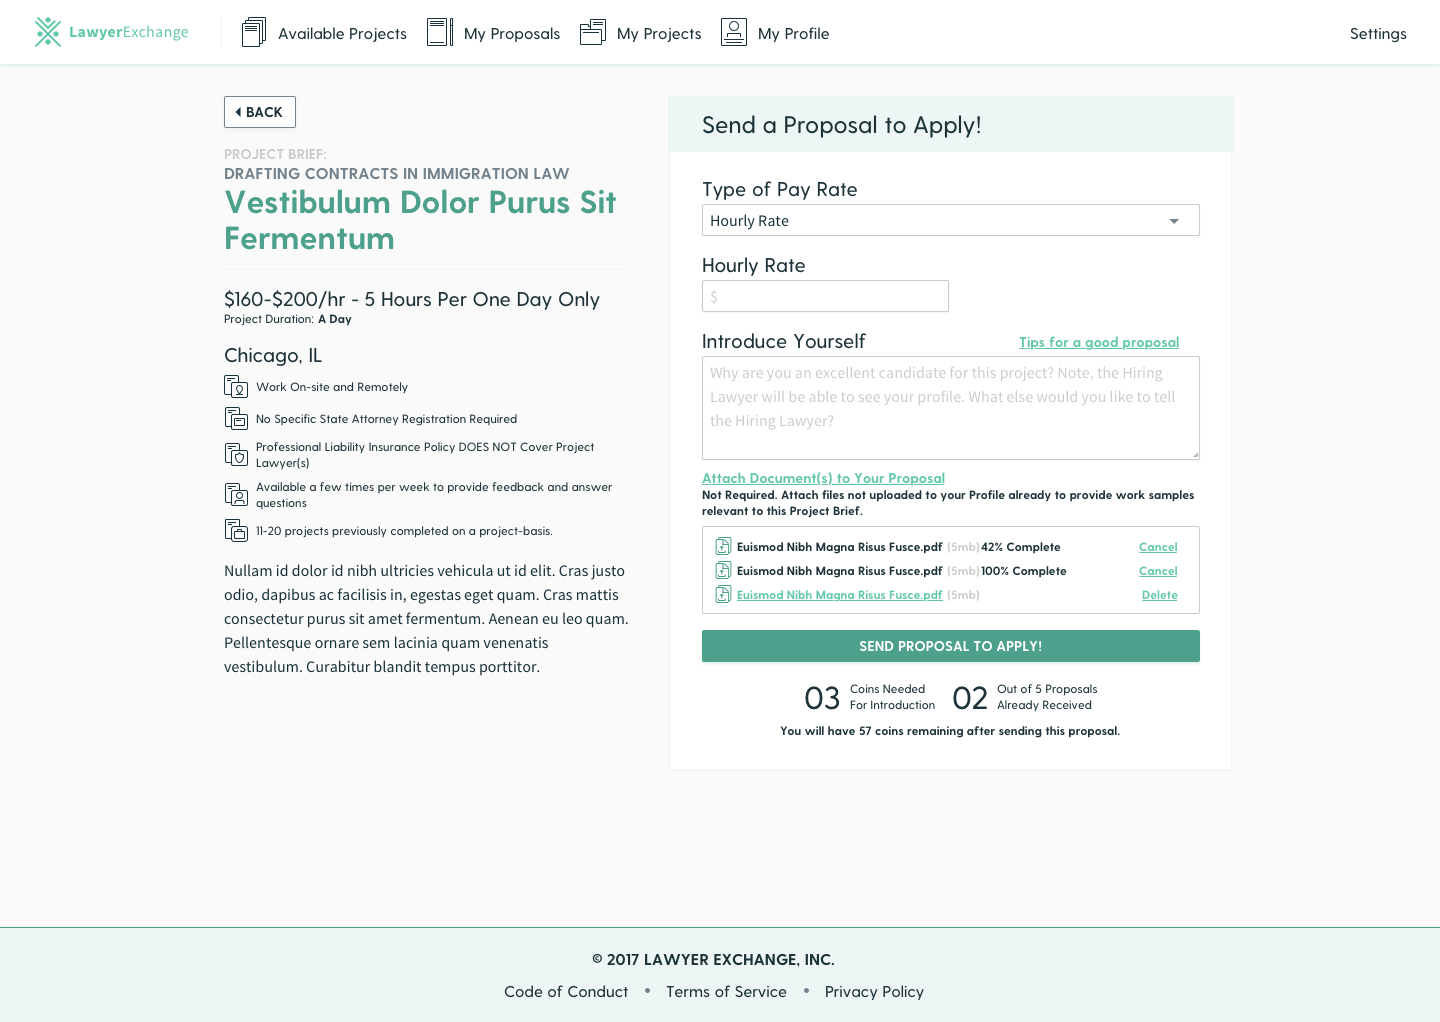 LawyerExchange
Available Projects
My Proposals
My Projects
My Profile
Settings
BACK
PROJECT BRIEF:
DRAFTING CONTRACTS IN IMMIGRATION LAW
Vestibulum Dolor Purus Sit
Fermentum
$160-$200/hr - 5 Hours Per One Day Only
Project Duration: A Day
Chicago, IL
Work On-site and Remotely
No Specific State Attorney Registration Required
Professional Liability Insurance Policy DOES NOT Cover Project
Lawyer(s)
Available a few times per week to provide feedback and answer
questions
11-20 projects previously completed on a project-basis.
Nullam id dolor id nibh ultricies vehicula ut id elit. Cras justo
odio, dapibus ac facilisis in, egestas eget quam. Cras mattis
consectetur purus sit amet fermentum. Aenean eu leo quam.
Pellentesque ornare sem lacinia quam venenatis
vestibulum. Curabitur blandit tempus porttitor.
Send a Proposal to Apply!
Type of Pay Rate
Hourly Rate
Hourly Rate
$
Introduce Yourself
Tips for a good proposal
Why are you an excellent candidate for this project? Note, the Hiring
Lawyer will be able to see your profile. What else would you like to tell
the Hiring Lawyer?
Attach Document(s) to Your Proposal
Not Required. Attach files not uploaded to your Profile already to provide work samples
relevant to this Project Brief.
Euismod Nibh Magna Risus Fusce.pdf (5mb) 42% Complete Cancel
Euismod Nibh Magna Risus Fusce.pdf (5mb) 100% Complete Cancel
Euismod Nibh Magna Risus Fusce.pdf (5mb) Delete
SEND PROPOSAL TO APPLY!
03 Coins Needed
For Introduction
02 Out of 5 Proposals
Already Received
You will have 57 coins remaining after sending this proposal.
© 2017 LAWYER EXCHANGE, INC.
Code of Conduct • Terms of Service • Privacy Policy